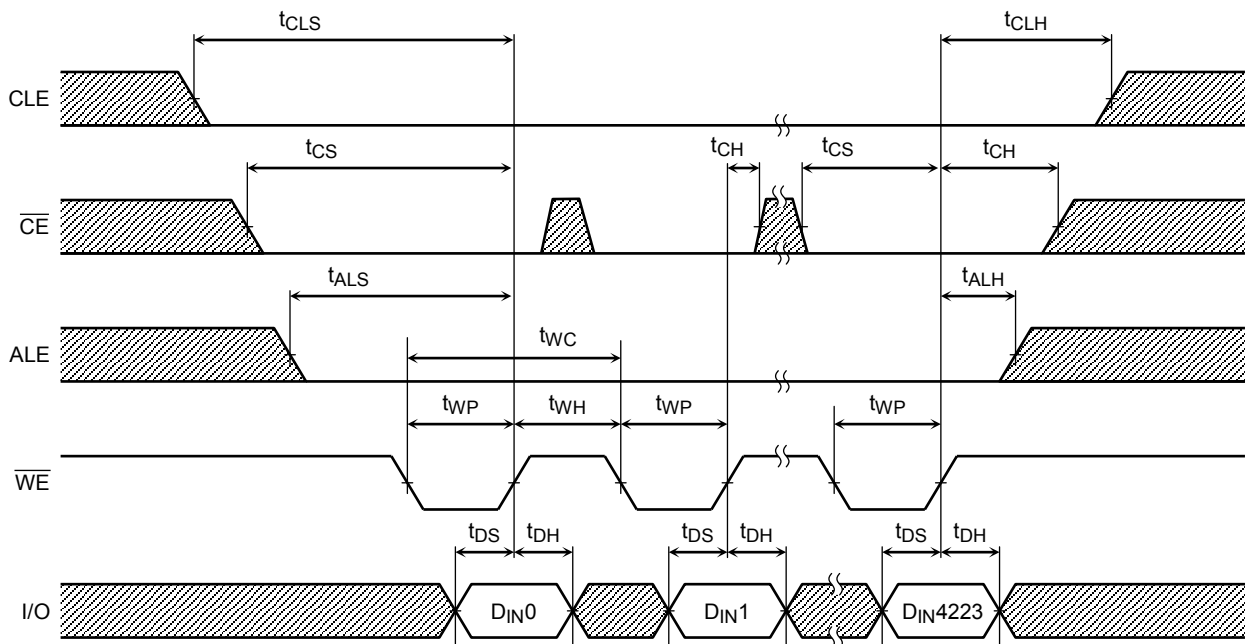 tCLS tCLH
CLE
tCS tCH tCS tCH
CE
tALS tALH
ALE
tWC
tWP tWH tWP tWP
WE
tDS tDH tDS tDH tDS tDH
I/O DIN0 DIN1 DIN4223